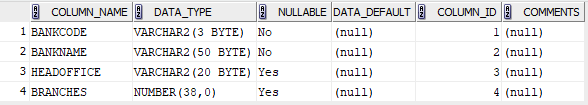 COLUMN_NAME DATA_TYPE NULLABLE DATA_DEFAULT COLUMN_ID COMMENTS
1 BANKCODE VARCHAR2(3 BYTE) No (null) 1 (null)
2 BANKNAME VARCHAR2(50 BYTE) No (null) 2 (null)
3 HEADOFFICE VARCHAR2(20 BYTE) Yes (null) 3 (null)
4 BRANCHES NUMBER(38,0) Yes (null) 4 (null)